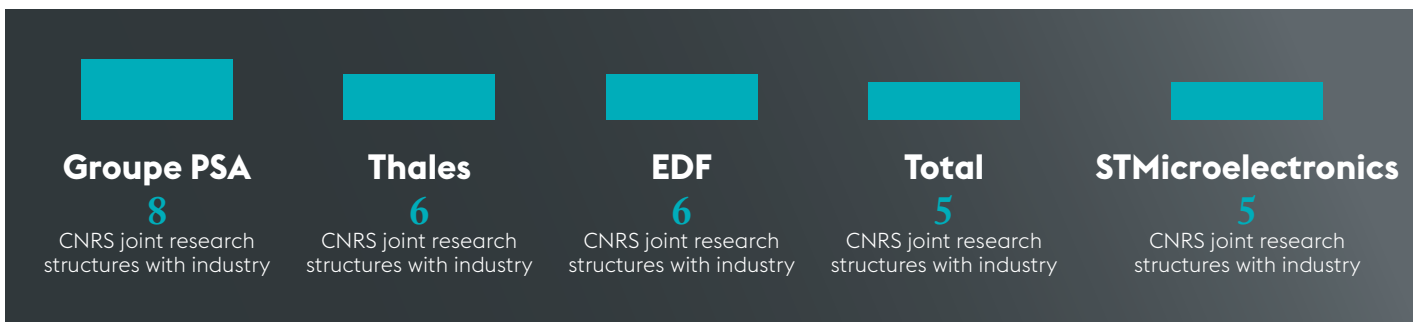 Groupe PSA
8
CNRS joint research
structures with industry
Thales
6
CNRS joint research
structures with industry
EDF
6
CNRS joint research
structures with industry
Total
5
CNRS joint research
structures with industry
STMicroelectronics
5
CNRS joint research
structures with industry